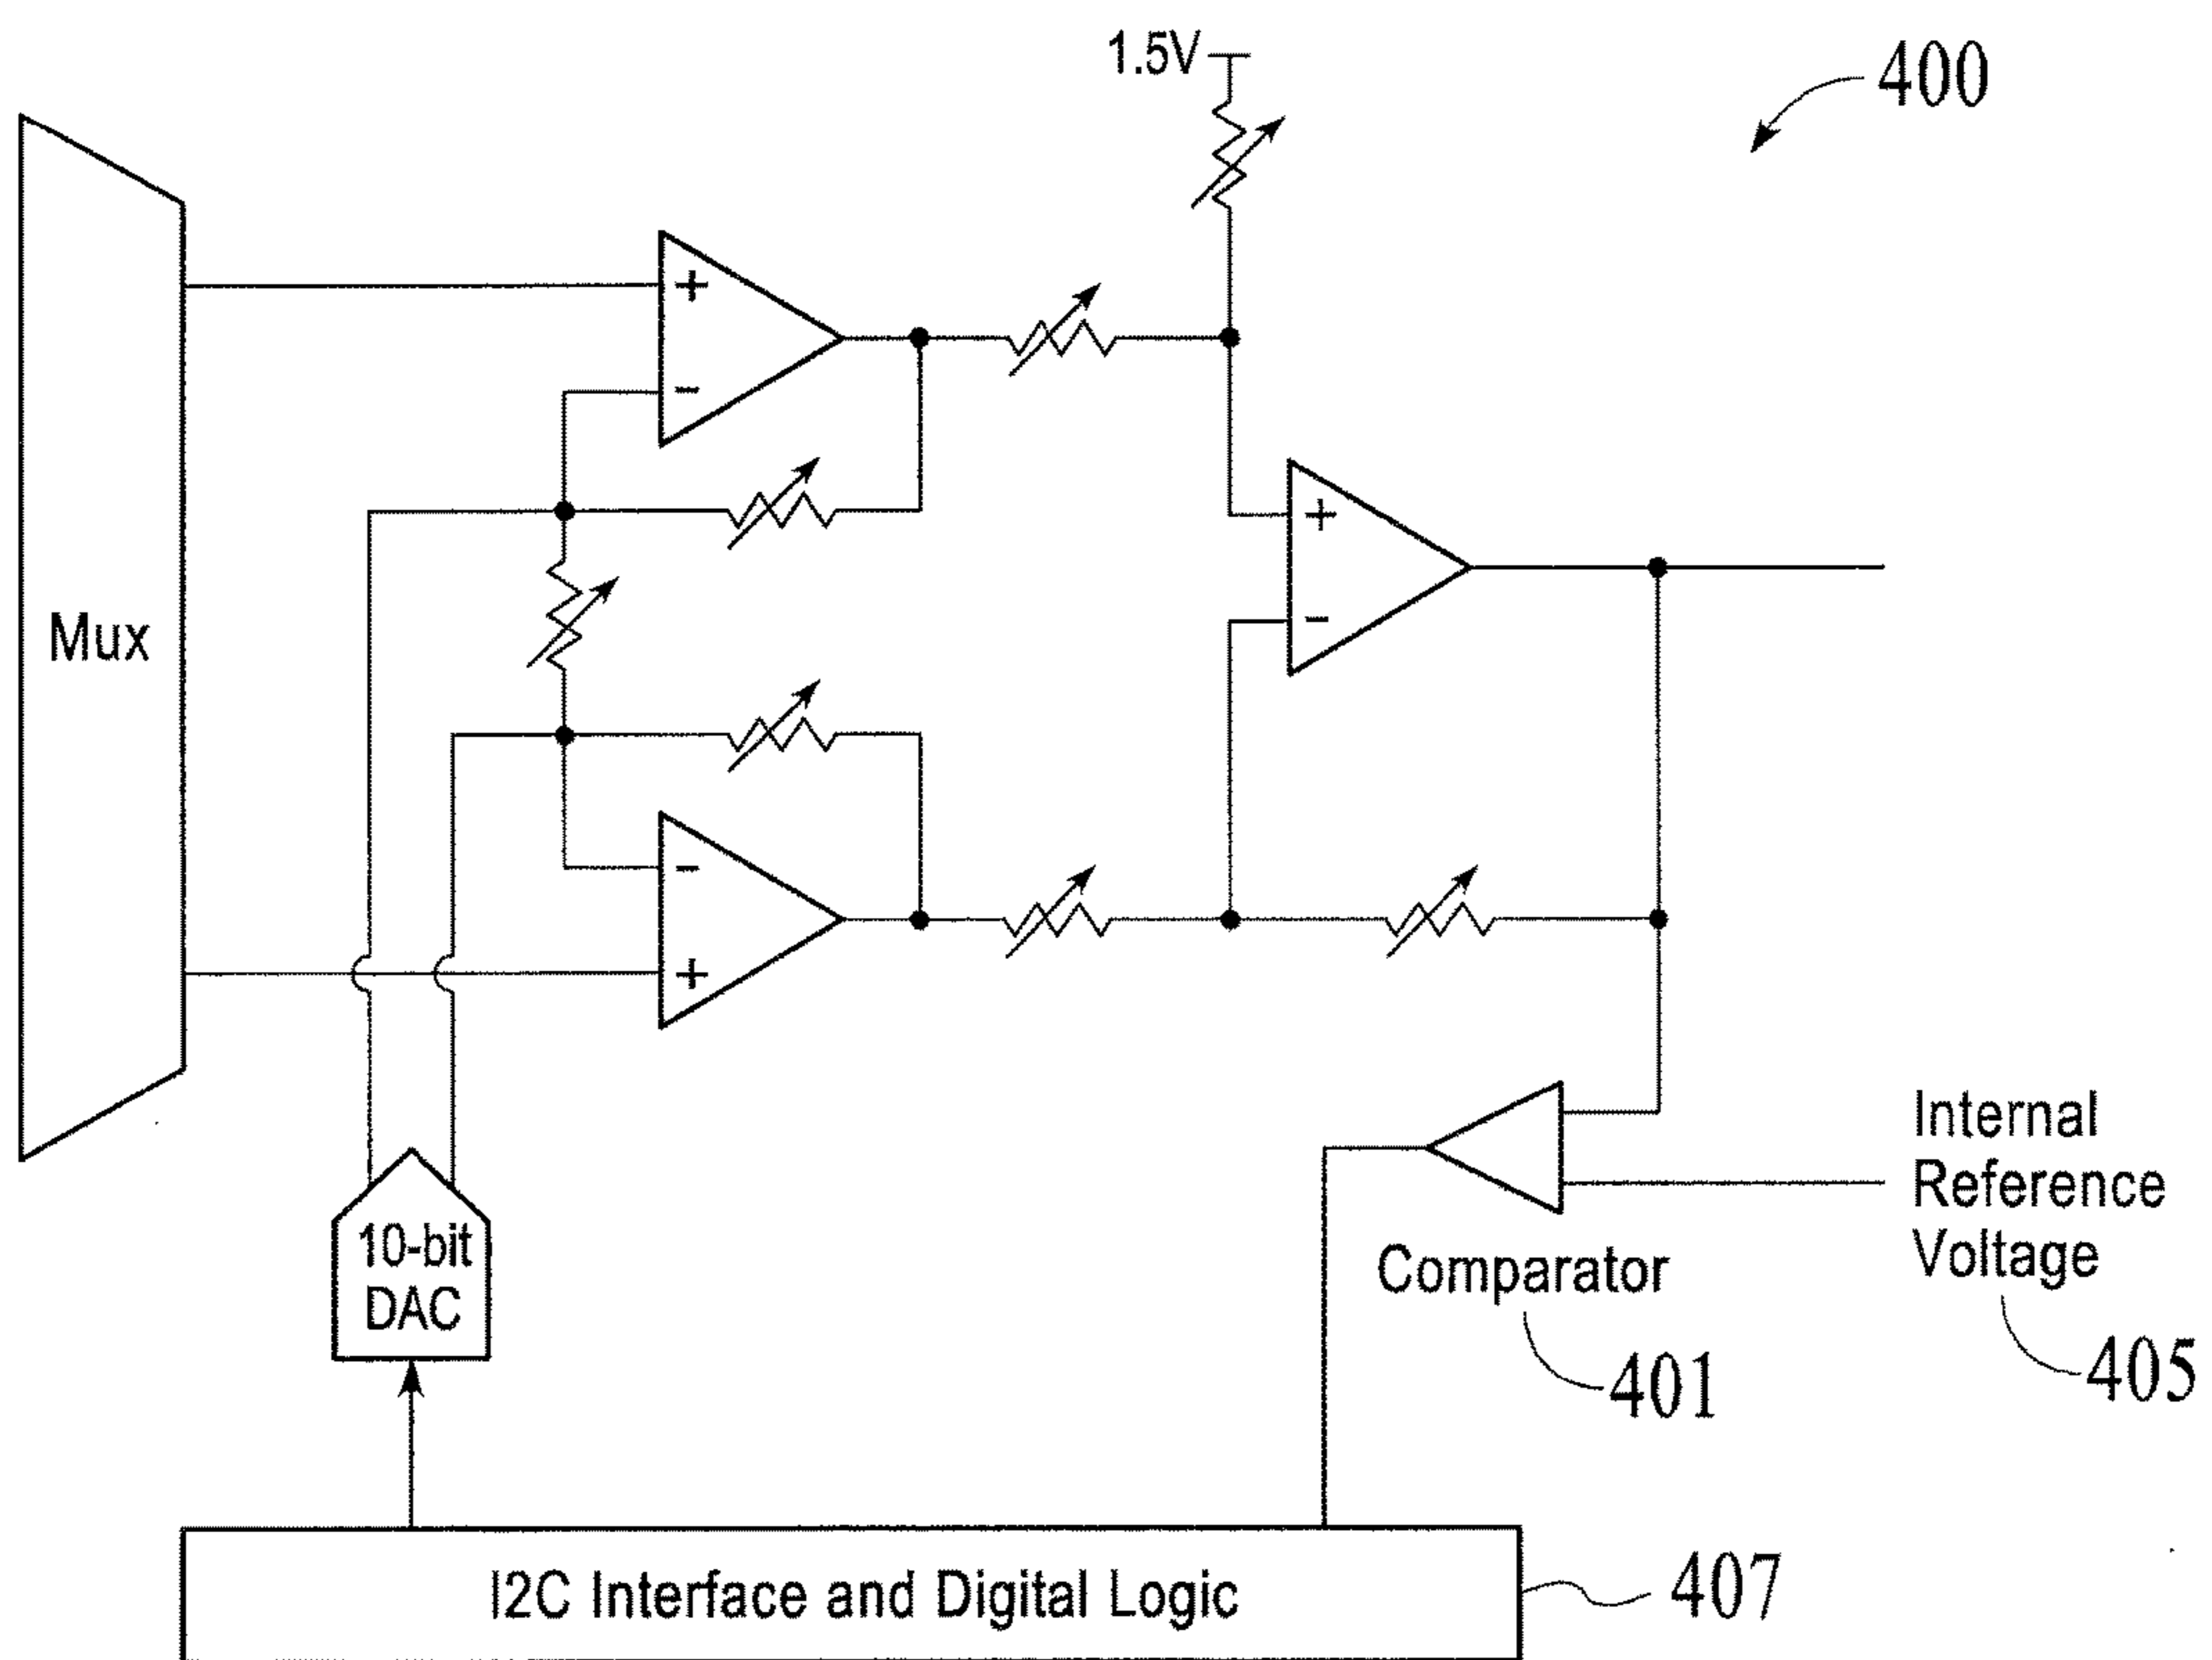 1.5V
400
+
-
Mux
+
-
-
+
10-bit
DAC
Internal
Reference
Voltage
Comparator
401
405
I2C Interface and Digital Logic
407